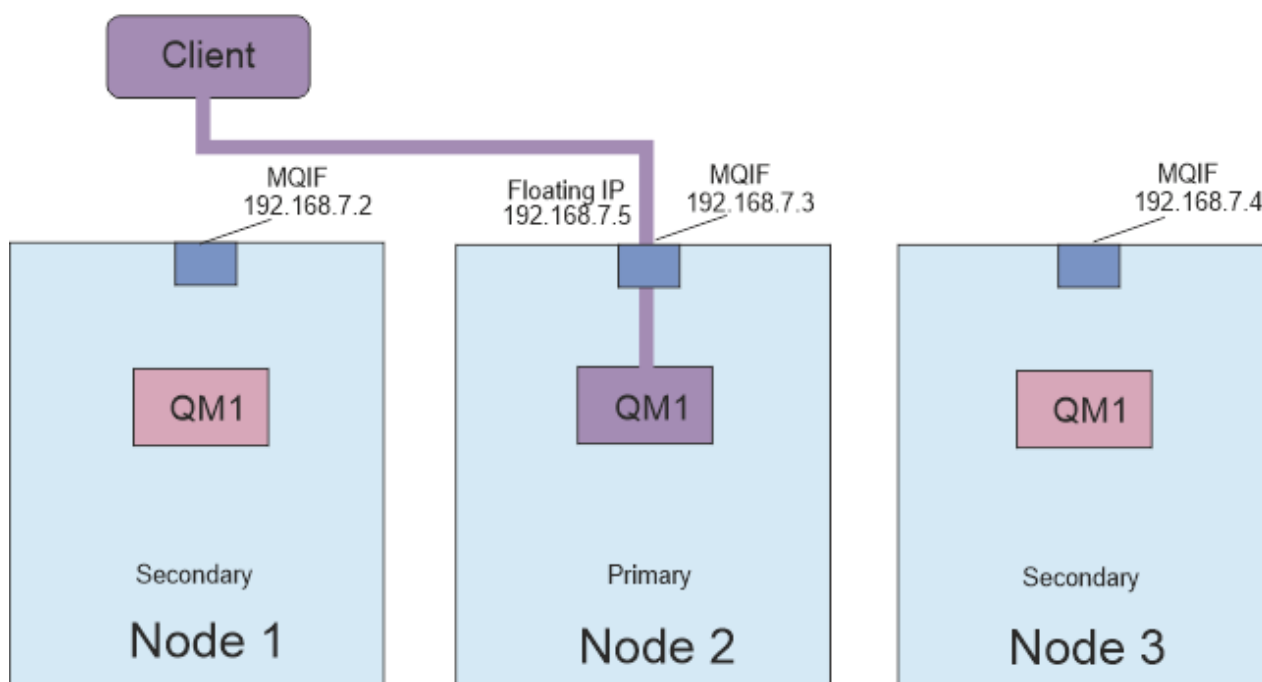 Client
MQIF
192.168.7.2
Floating IP
192.168.7.5
MQIF
192.168.7.3
MQIF
192.168.7.4
QM1
QM1
QM1
Secondary
Primary
Secondary
Node 1
Node 2
Node 3